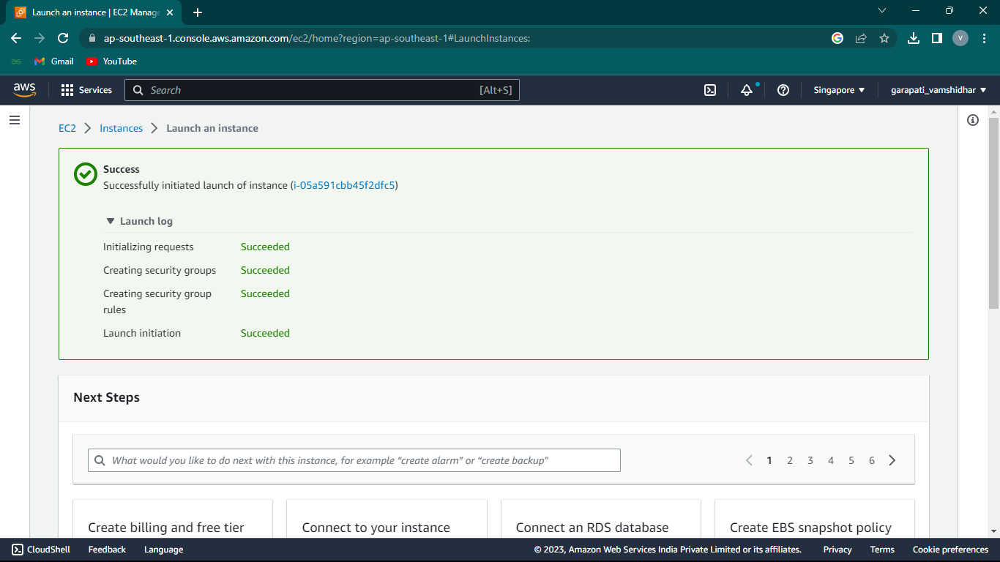 Launch an instance | EC2 Manage
ap-southeast-1.console.aws.amazon.com/ec2/home?region=ap-southeast-1#LaunchInstances:
V
Gmail
YouTube
aws
Services
Search
[Alt+S]
Singapore
garapati_vamshidhar
EC2
Instances
Launch an instance
Success
Successfully initiated launch of instance (i-05a591cbb45f2dfc5)
Launch log
Initializing requests Succeeded
Creating security groups Succeeded
Creating security group Succeeded
rules
Launch initiation Succeeded
Next Steps
What would you like to do next with this instance, for example “create alarm” or “create backup"
1 2 3 4 5 6
Create billing and free tier
Connect to your instance
Connect an RDS database
Create EBS snapshot policy
CloudShell
Feedback
Language
© 2023, Amazon Web Services India Private Limited or its affiliates.
Privacy
Terms
Cookie preferences